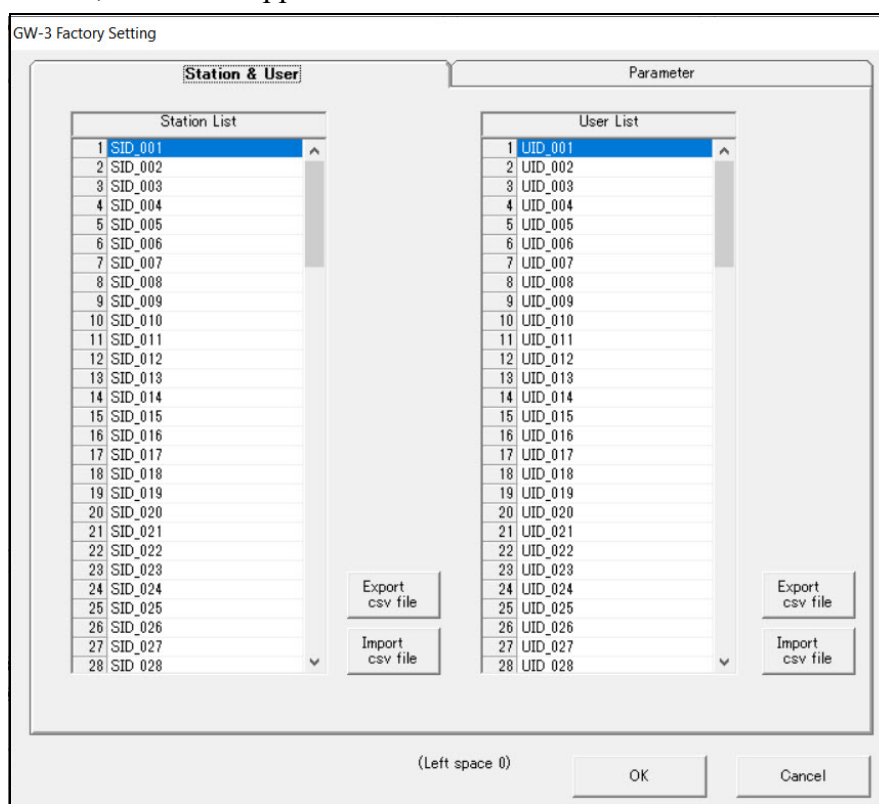 GW-3 Factory Setting
Station & User
Parameter
Station List
1 SID_001
2 SID_002
3 SID_003
4 SID_004
5 SID_005
6 SID_006
7 SID_007
8 SID_008
9 SID_009
10 SID_010
11 SID_011
12 SID_012
13 SID_013
14 SID_014
15 SID_015
16 SID_016
17 SID_017
18 SID_018
19 SID_019
20 SID_020
21 SID_021
22 SID_022
23 SID_023
24 SID_024
25 SID_025
26 SID_026
27 SID_027
28 SID 028
Export
csv file
Import
csv file
User List
1 UID_001
2 UID_002
3 UID_003
4 UID_004
5 UID_005
6 UID_006
7 UID_007
8 UID_008
9 UID_009
10 UID_010
11 UID_011
12 UID_012
13 UID_013
14 UID_014
15 UID_015
16 UID_016
17 UID_017
18 UID_018
19 UID_019
20 UID_020
21 UID_021
22 UID_022
23 UID_023
24 UID_024
25 UID_025
26 UID_026
27 UID_027
28 UID 028
Export
csv file
Import
csv file
(Left space 0)
OK
Cancel